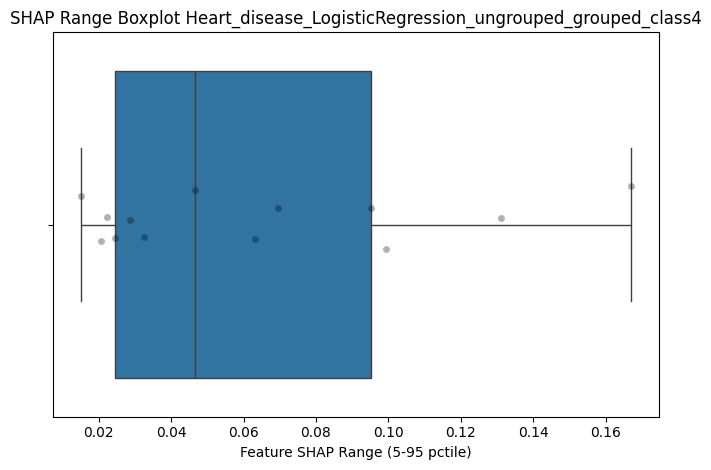 SHAP Range Boxplot Heart_disease_LogisticRegression_ungrouped_grouped_class4
0.02 0.04 0.06 0.08 0.10 0.12 0.14 0.16
Feature SHAP Range (5-95 pctile)